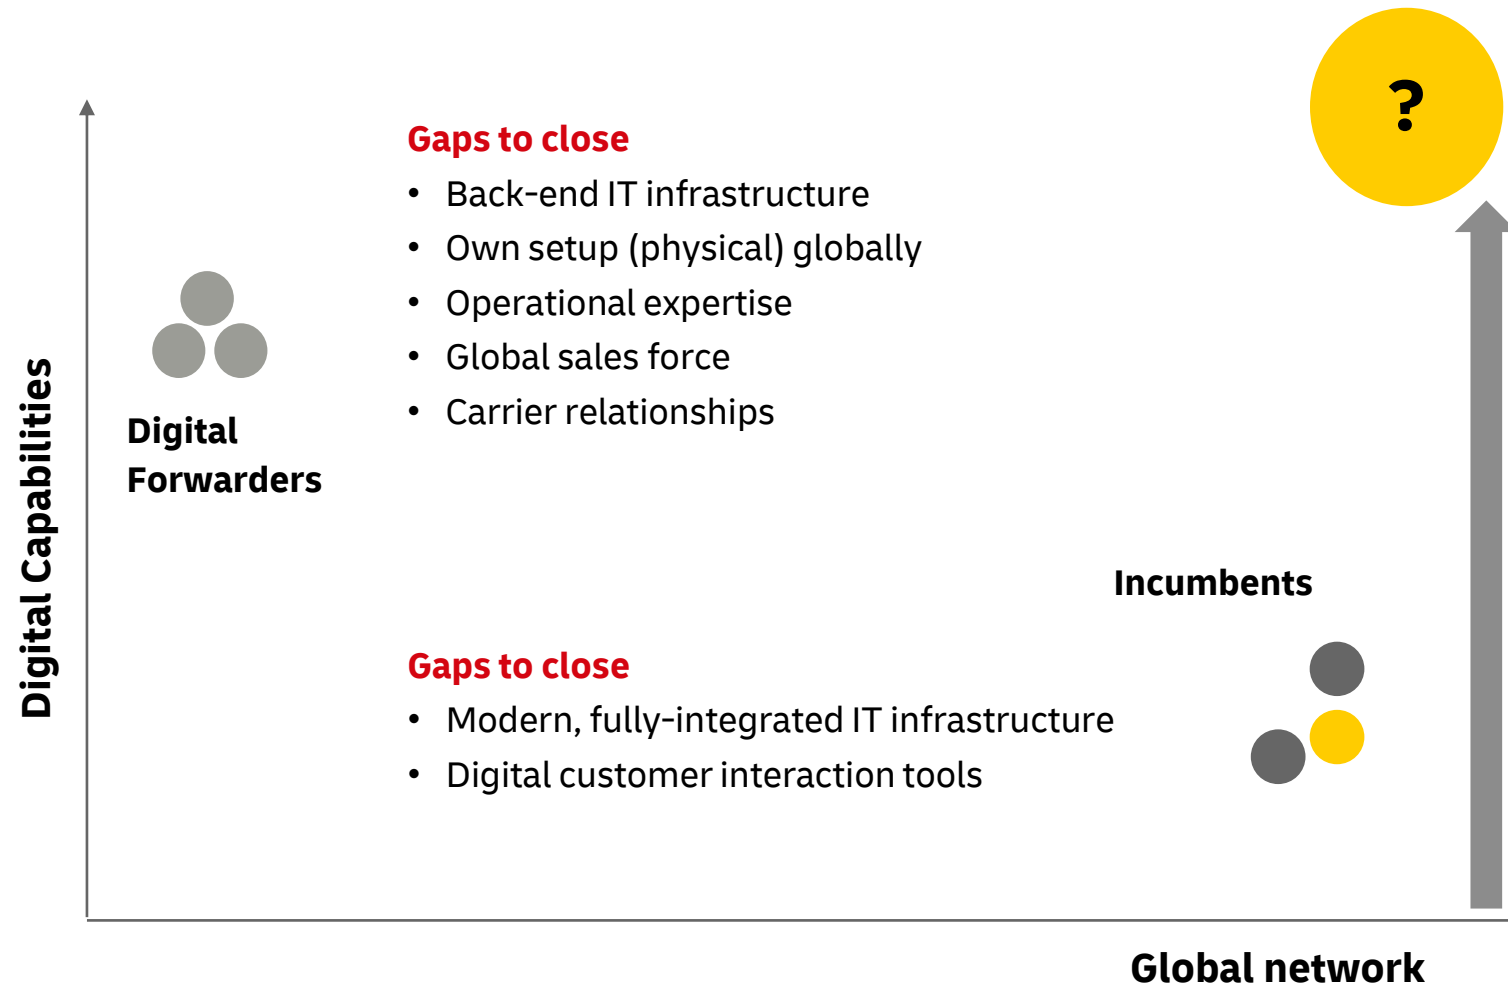 ?
Gaps to close
• Back-end IT infrastructure
• Own setup (physical) globally
• Operational expertise
• Global sales force
• Carrier relationships
Digital
Forwarders
Digital Capabilities
Incumbents
Gaps to close
• Modern, fully-integrated IT infrastructure
• Digital customer interaction tools
Global network